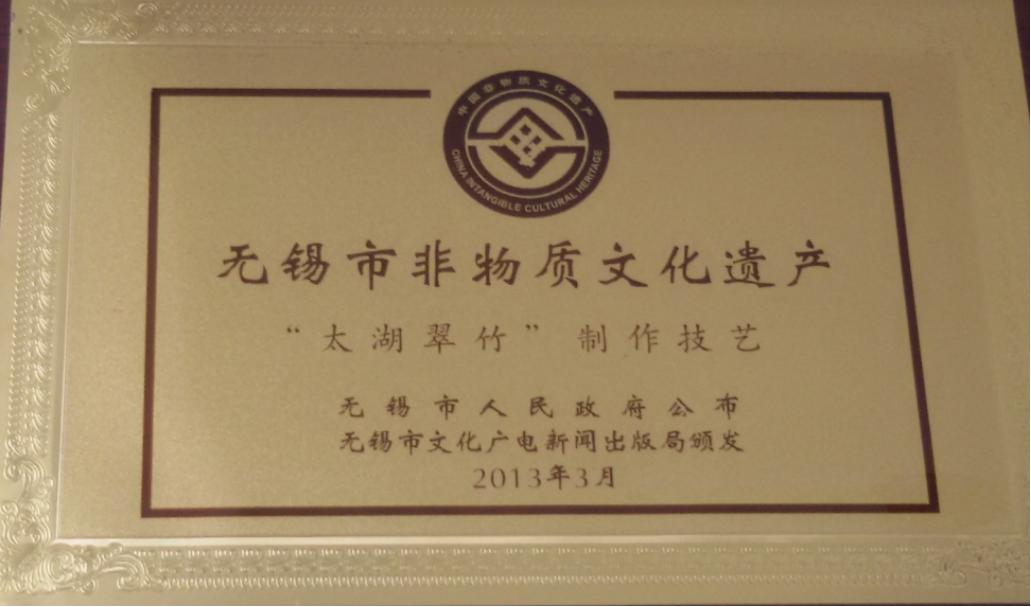 中国非物质文化遗产
CHINA INTANGIBLE CULTURAL HERITAGE
无锡市非物质文化遗产
“太湖翠竹”制作技艺
无锡市人民政府公布
无锡市文化广电新闻出版局颁发
2013年3月